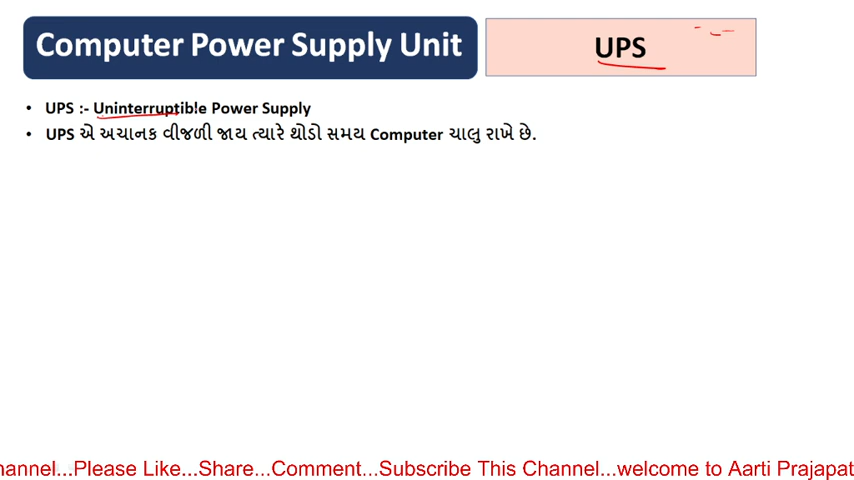 Computer Power Supply Unit
UPS
• UPS :- Uninterruptible Power Supply
• UPS એ અચાનક વીજળી જાય ત્યારે થોડો સમય Computer ચાલુ રાખે છે.
hannel...Please Like...Share...Comment...Subscribe This Channel...welcome to Aarti Prajapat